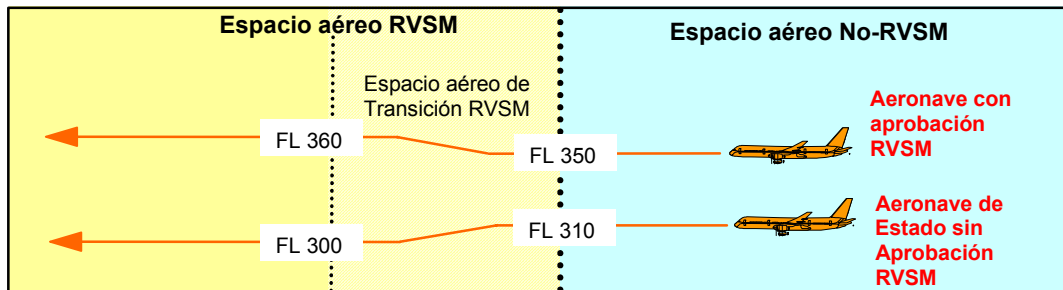 Espacio aéreo RVSM
Espacio aéreo No-RVSM
Espacio aéreo de
Transición RVSM
FL 360
FL 350
Aeronave con
aprobación
RVSM
FL 300
FL 310
Aeronave de
Estado sin
Aprobación
RVSM